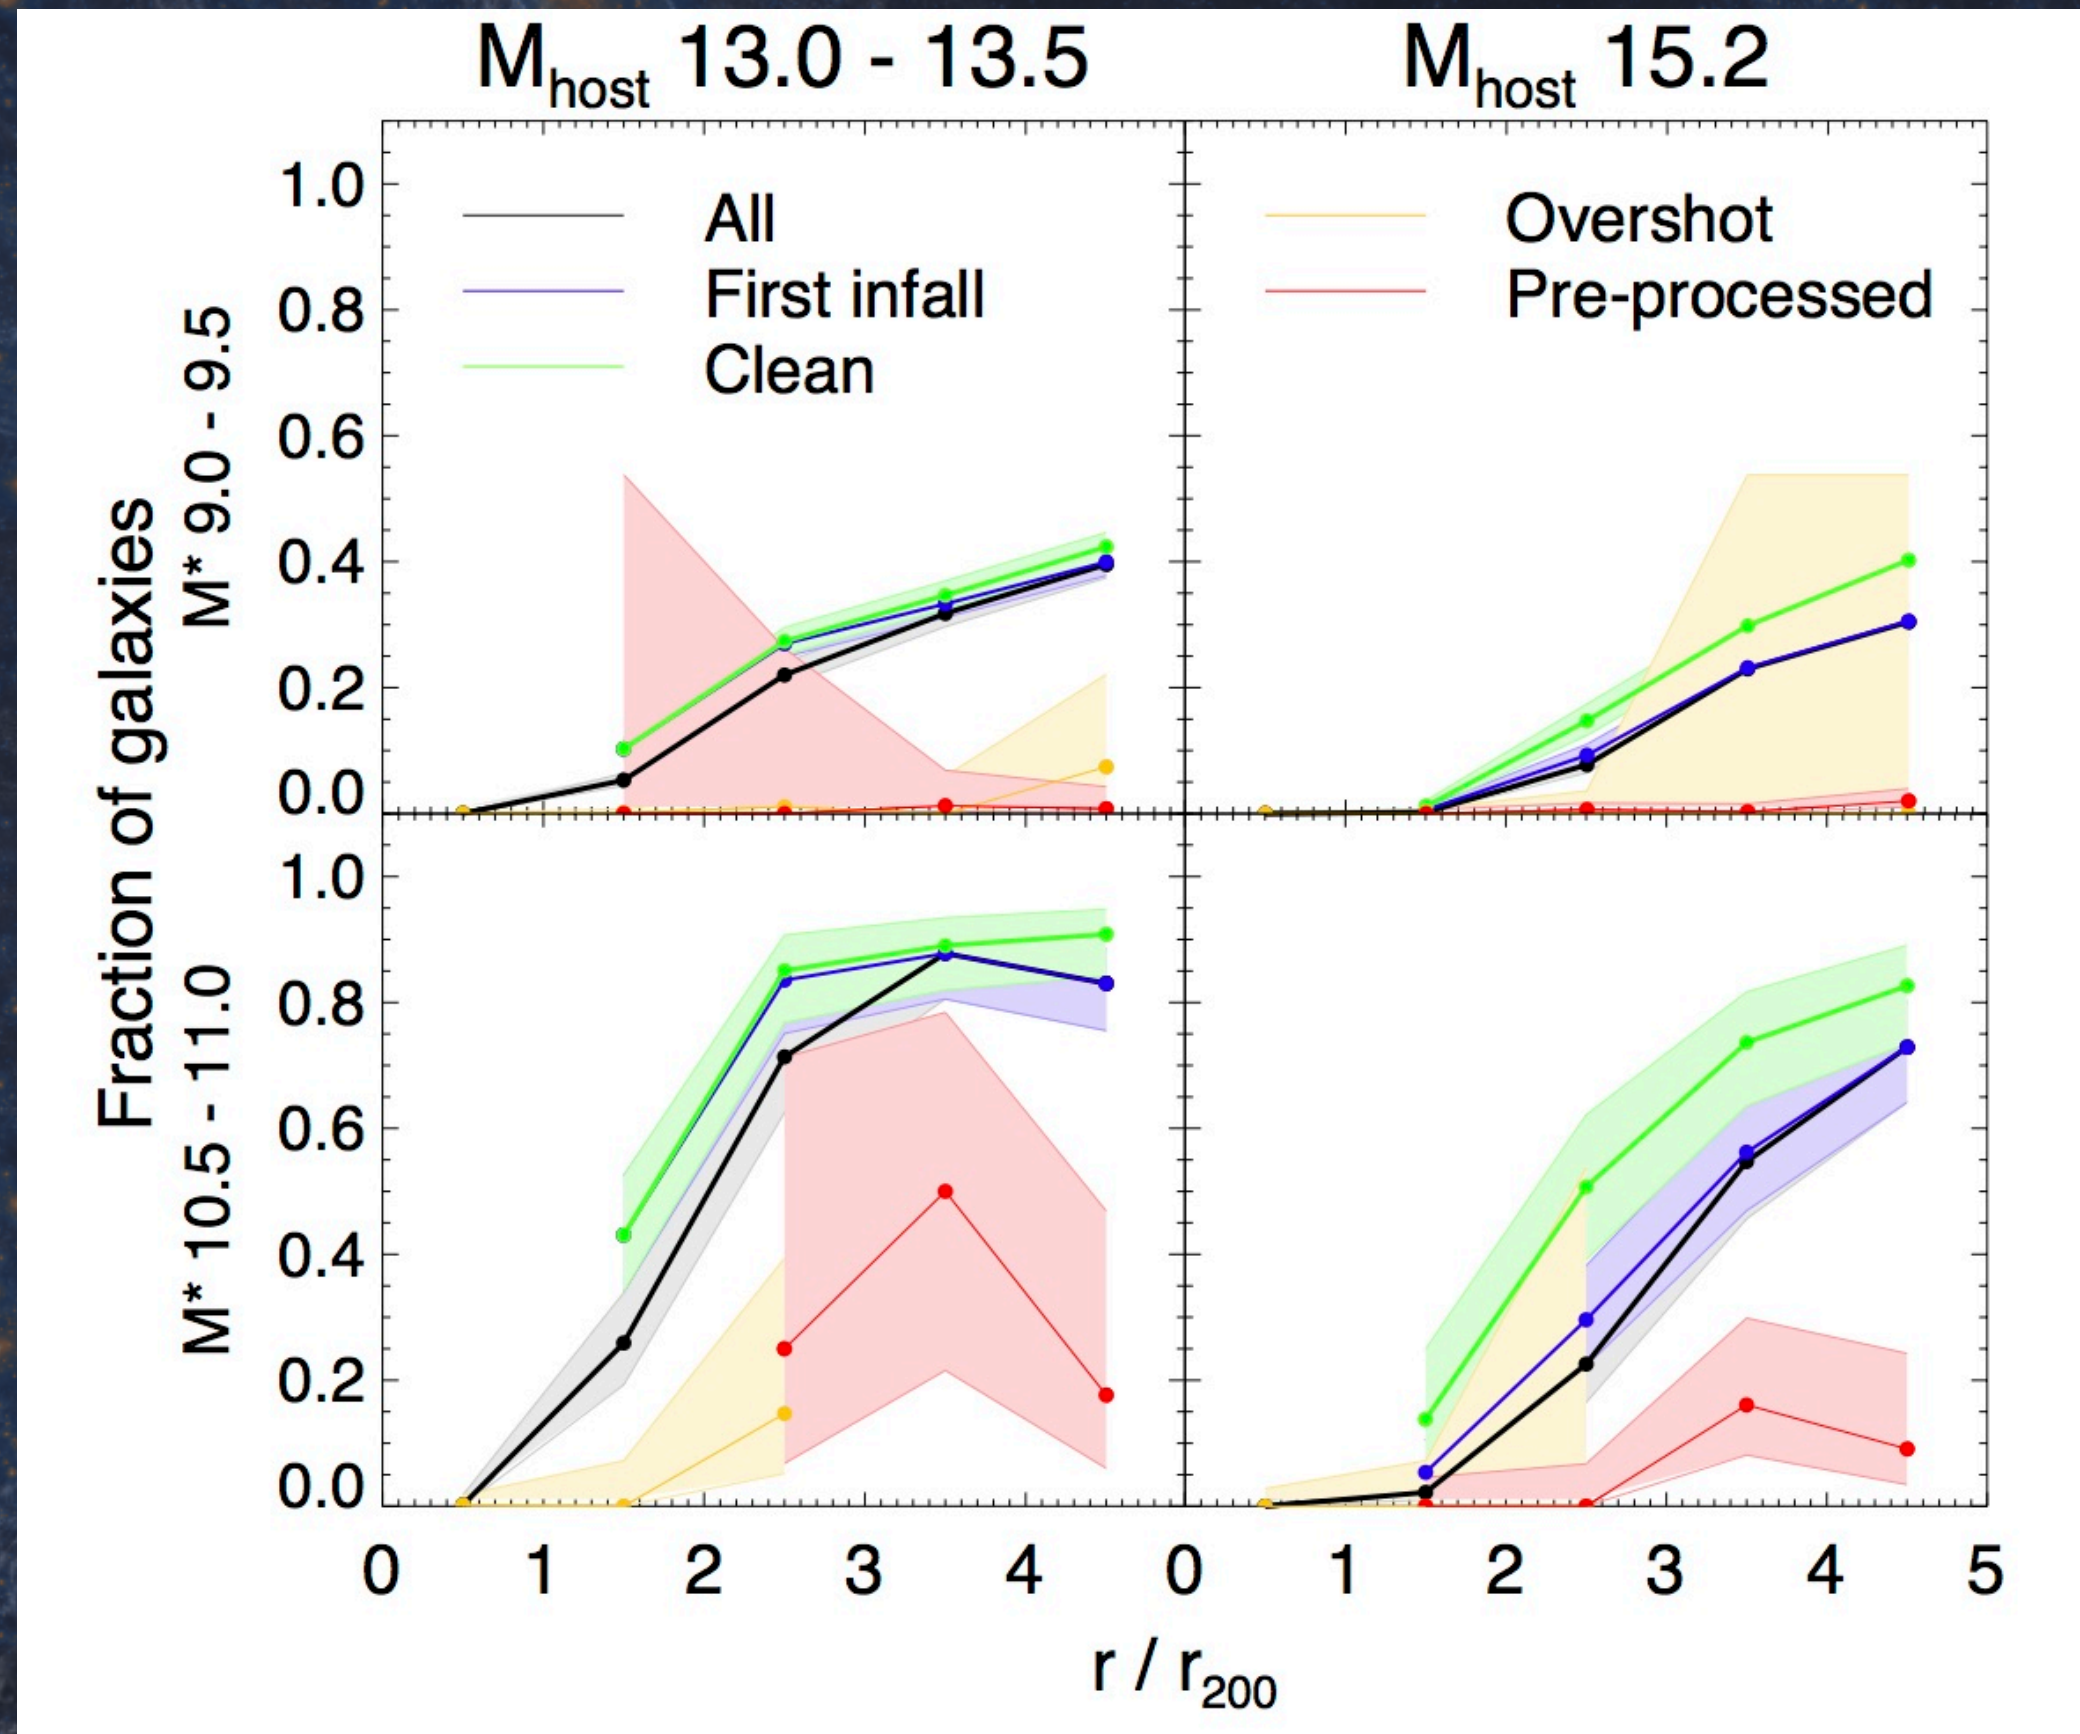 M_host 13.0 - 13.5
M_host 15.2
Fraction of galaxies
M* 9.0 - 9.5
M* 10.5 - 11.0
1.0
0.8
0.6
0.4
0.2
0.0
All
First infall
Clean
Overshot
Pre-processed
1.0
0.8
0.6
0.4
0.2
0.0
0 1 2 3 4 0 1 2 3 4 5
r / r_200